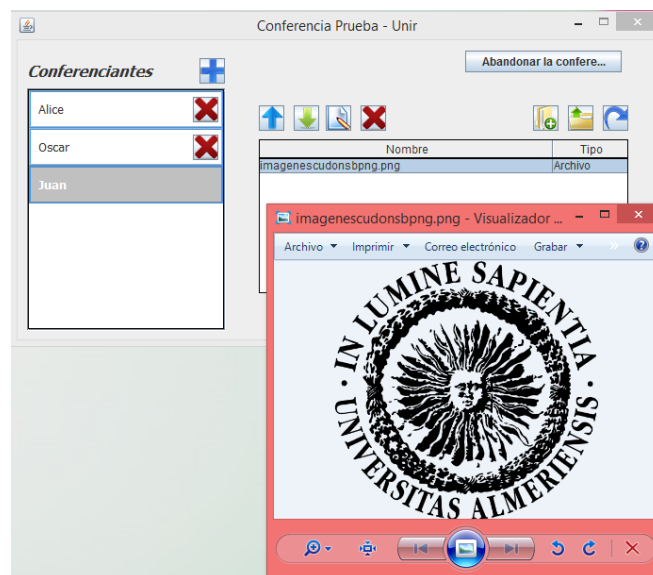 Conferencia Prueba - Unir
Abandonar la confere...
Conferenciantes
Alice
Oscar
Juan
Nombre Tipo
imagenescudonsbpng.png Archivo
imagenescudonsbpng.png - Visualizador ...
Archivo Imprimir Correo electrónico Grabar
IN LUMINE SAPIENTIA
UNIVERSITAS ALMERIENSIS